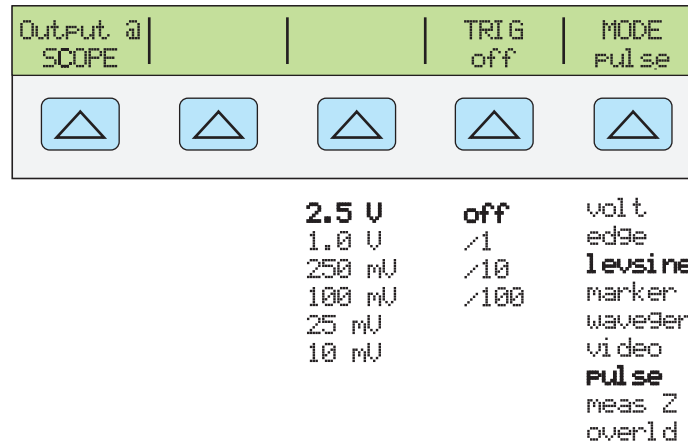 Output @ TRIG MODE
SCOPE off pulse
2.5 V off volt
1.0 V /1 edge
250 mV /10 levsine
100 mV /100 marker
25 mV wavegen
10 mV video
pulse
meas Z
overld